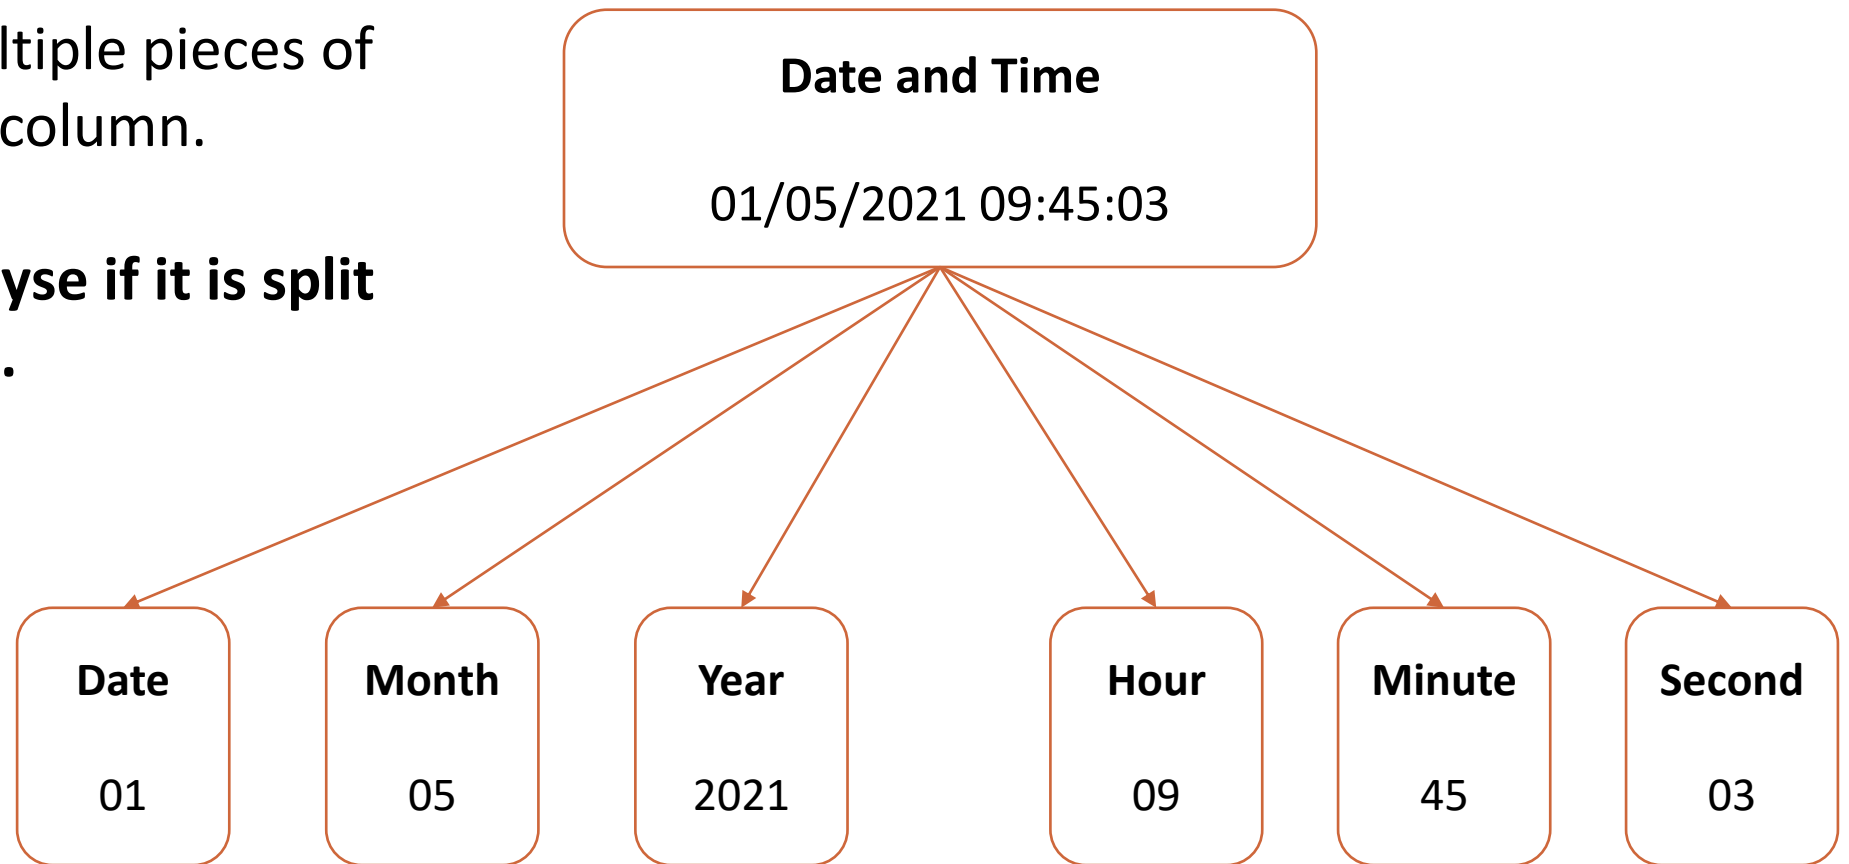 ltiple pieces of
column.
yse if it is split
.
Date and Time
01/05/2021 09:45:03
Date
01
Month
05
Year
2021
Hour
09
Minute
45
Second
03